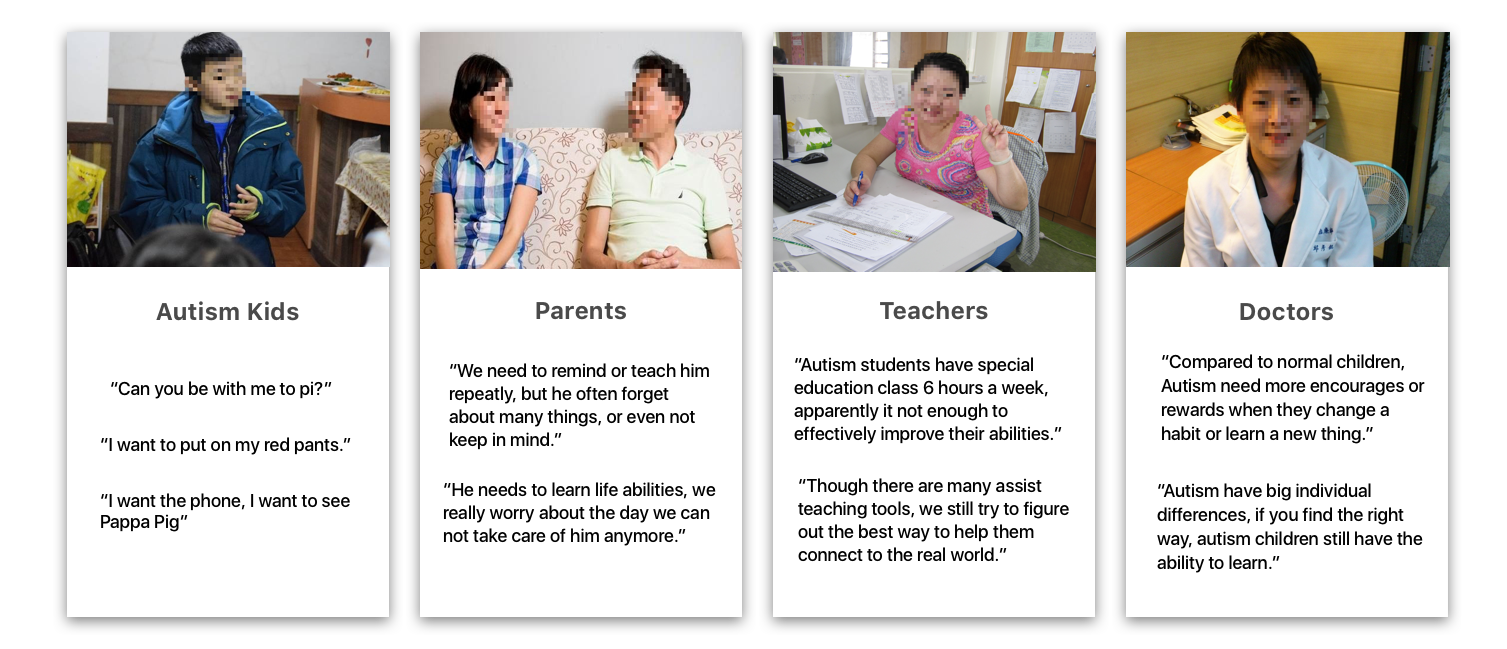 Autism Kids
“Can you be with me to pi?”
“I want to put on my red pants.”
“I want the phone, I want to see
Pappa Pig”
Parents
“We need to remind or teach him
repeatly, but he often forget
about many things, or even not
keep in mind.”
“He needs to learn life abilities, we
really worry about the day we can
not take care of him anymore.”
Teachers
“Autism students have special
education class 6 hours a week,
apparently it not enough to
effectively improve their abilities.”
“Though there are many assist
teaching tools, we still try to figure
out the best way to help them
connect to the real world.”
Doctors
“Compared to normal children,
Autism need more encourages or
rewards when they change a
habit or learn a new thing.”
“Autism have big individual
differences, if you find the right
way, autism children still have the
ability to learn.”